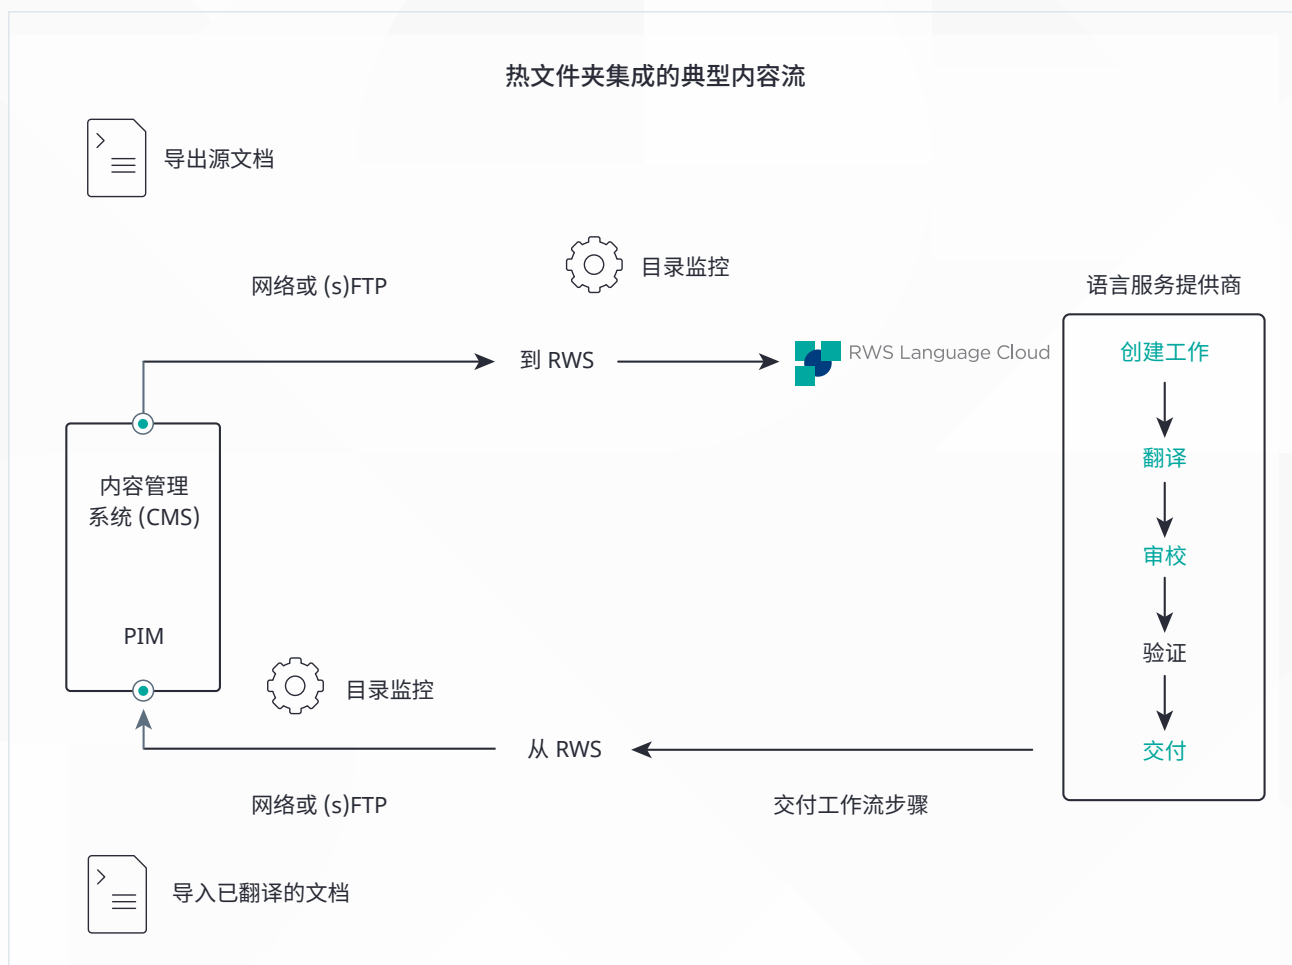 热文件夹集成的典型内容流
导出源文档
目录监控
网络或 (s)FTP
语言服务提供商
到 RWS
RWS Language Cloud
创建工作
翻译
审校
验证
交付
内容管理
系统 (CMS)
PIM
目录监控
从 RWS
网络或 (s)FTP
交付工作流步骤
导入已翻译的文档